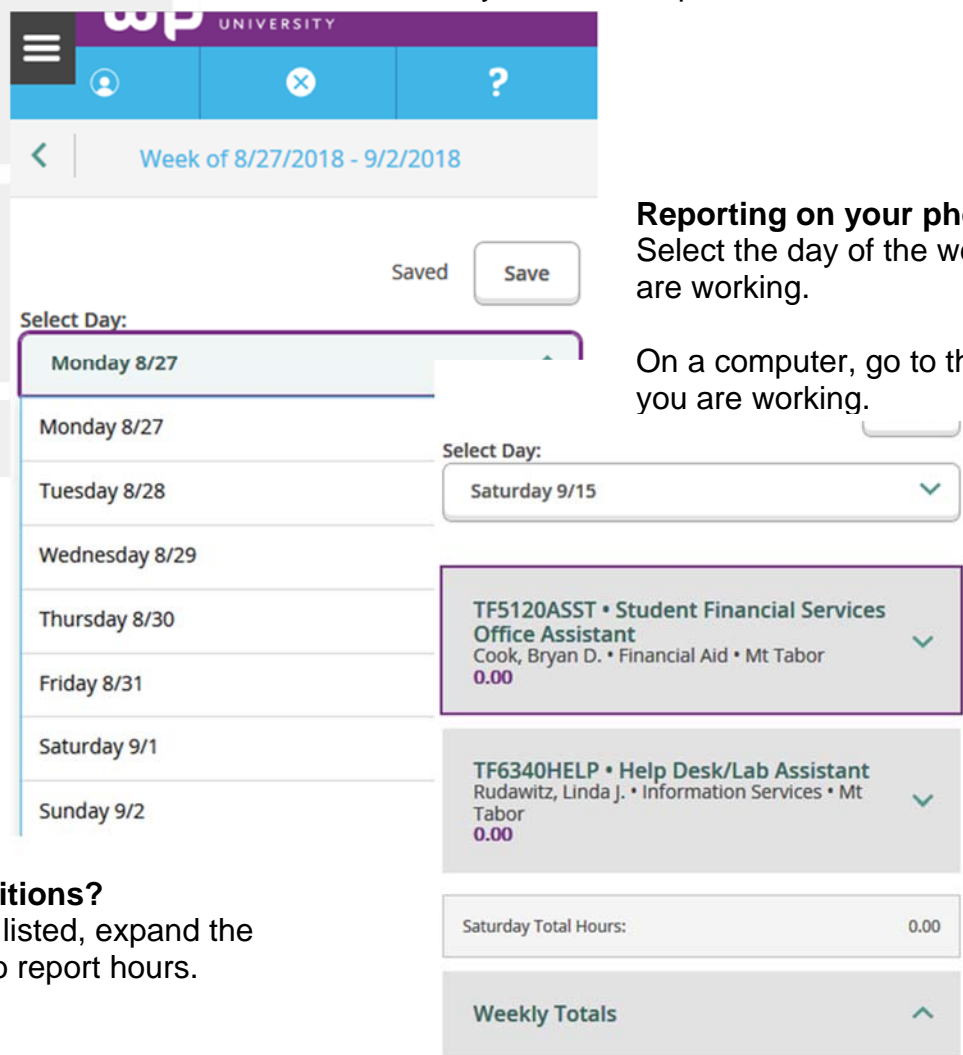 UNIVERSITY
?
Week of 8/27/2018 - 9/2/2018
Saved
Save
Select Day:
Monday 8/27
Monday 8/27
Tuesday 8/28
Wednesday 8/29
Thursday 8/30
Friday 8/31
Saturday 9/1
Sunday 9/2
Reporting on your
Select the day of the
are working.
On a computer, go to
you are working.
Select Day:
Saturday 9/15
TF5120ASST • Student Financial Services
Office Assistant
Cook, Bryan D. • Financial Aid • Mt Tabor
0.00
TF6340HELP • Help Desk/Lab Assistant
Rudawitz, Linda J. • Information Services • Mt
Tabor
0.00
Saturday Total Hours: 0.00
Weekly Totals
listed, expand the
report hours.